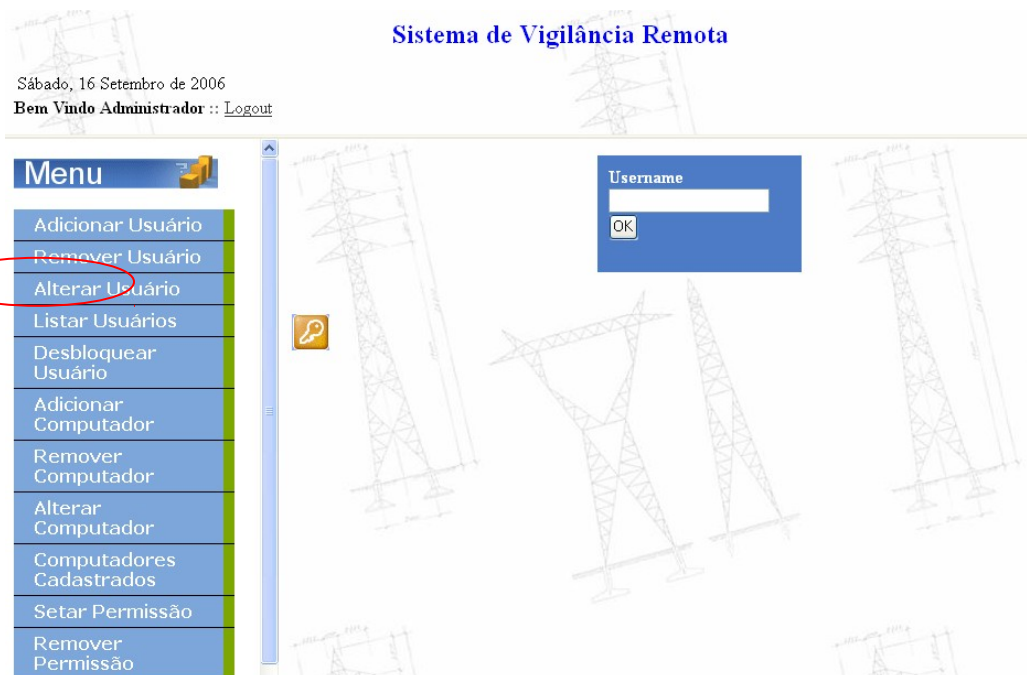 Sistema de Vigilância Remota
Sábado, 16 Setembro de 2006
Bem Vindo Administrador :: Logout
Menu
Adicionar Usuário
Remover Usuário
Alterar Usuário
Listar Usuários
Desbloquear
Usuário
Adicionar
Computador
Remover
Computador
Alterar
Computador
Computadores
Cadastrados
Setar Permissão
Remover
Permissão
Username
OK